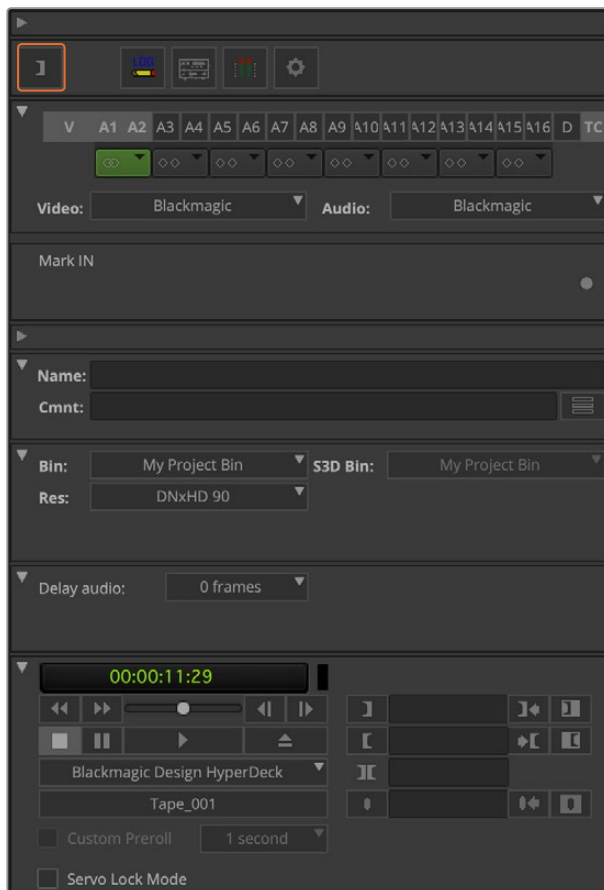 LOG
V A1 A2 A3 A4 A5 A6 A7 A8 A9 A10 A11 A12 A13 A14 A15 A16 D TC
Video: Blackmagic Audio: Blackmagic
Mark IN
Name:
Cmnt:
Bin: My Project Bin S3D Bin: My Project Bin
Res: DNxHD 90
Delay audio: 0 frames
00:00:11:29
Blackmagic Design HyperDeck
Tape_001
Custom Preroll 1 second
Servo Lock Mode